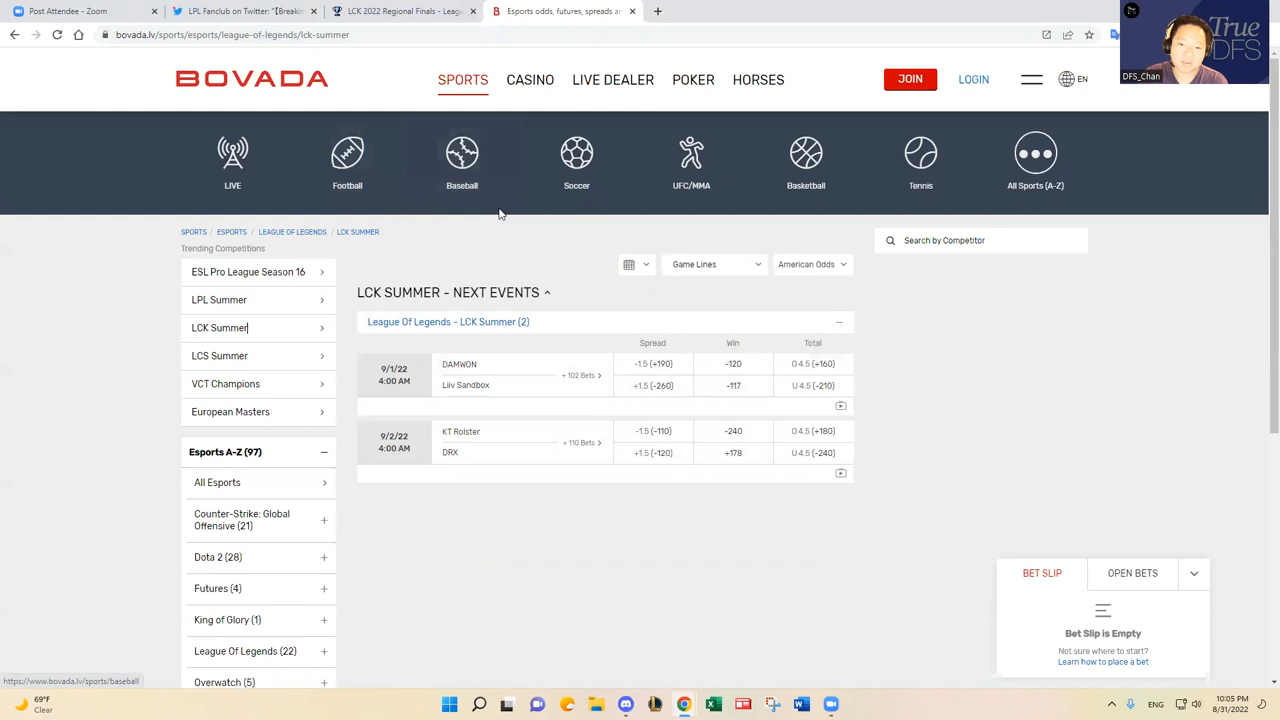 Post Attendee - Zoom
LPL Fanclub on Twitter: "【Breakin
LCK 2022 Regional Finals - Leagu
Esports odds, futures, spreads an
bovada.lv/sports/esports/league-of-legends/lck-summer
True
DFS
DFS_Chan
BOVADA
SPORTS
CASINO
LIVE DEALER
POKER
HORSES
JOIN
LOGIN
EN
LIVE
Football
Baseball
Soccer
UFC/MMA
Basketball
Tennis
All Sports (A-Z)
SPORTS / ESPORTS / LEAGUE OF LEGENDS / LCK SUMMER
Trending Competitions
ESL Pro League Season 16
LPL Summer
LCK Summer
LCS Summer
VCT Champions
European Masters
Esports A-Z (97)
All Esports
Counter-Strike: Global
Offensive (21)
Dota 2 (28)
Futures (4)
King of Glory (1)
League Of Legends (22)
Overwatch (5)
Search by Competitor
Game Lines
American Odds
LCK SUMMER - NEXT EVENTS
League Of Legends - LCK Summer (2)
Spread Win Total
9/1/22
4:00 AM
DAMWON
Liiv Sandbox
+ 102 Bets
-1.5 (+190) -120 O 4.5 (+160)
+1.5 (-260) -117 U 4.5 (-210)
9/2/22
4:00 AM
KT Rolster
DRX
+ 110 Bets
-1.5 (-110) -240 O 4.5 (+180)
+1.5 (-120) +178 U 4.5 (-240)
BET SLIP
OPEN BETS
Bet Slip is Empty
Not sure where to start?
Learn how to place a bet
https://www.bovada.lv/sports/baseball
69°F
Clear
ENG
10:05 PM
8/31/2022